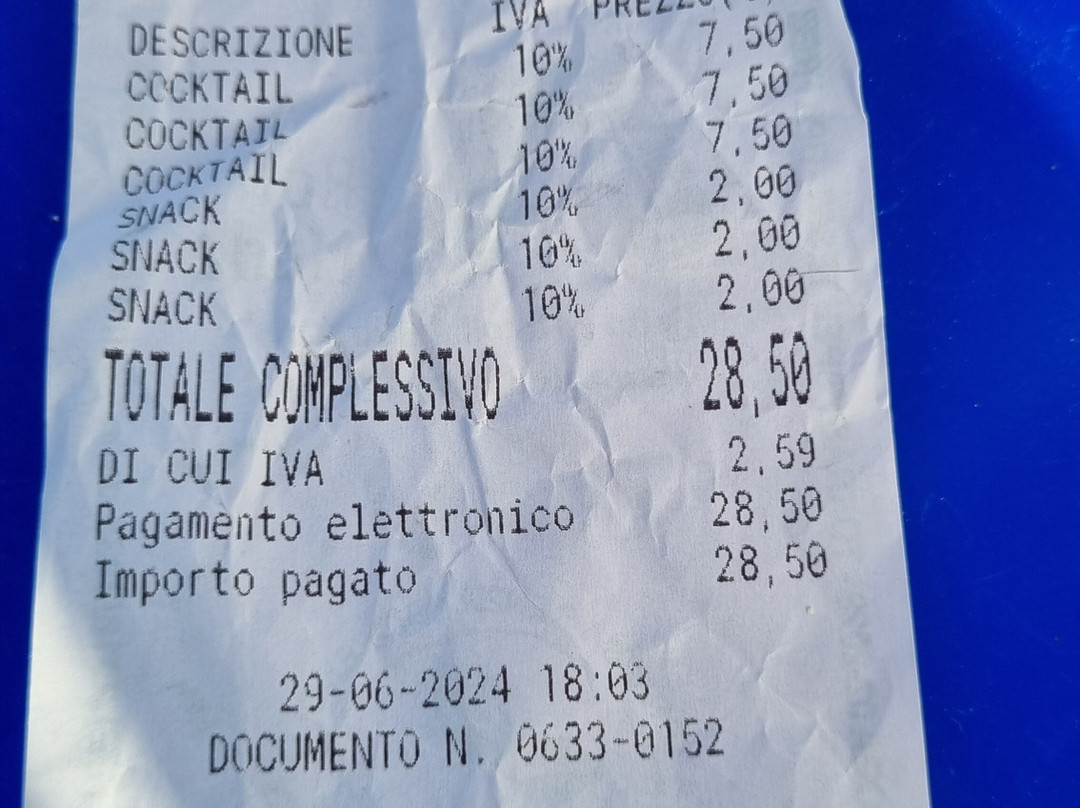 DESCRIZIONE IVA
COCKTAIL 10% 7,50
COCKTAIL 10% 7,50
COCKTAIL 10% 7,50
SNACK 10% 2,00
SNACK 10% 2,00
SNACK 10% 2,00
TOTALE COMPLESSIVO 28,50
DI CUI IVA 2,59
Pagamento elettronico 28,50
Importo pagato 28,50
29-06-2024 18:03
DOCUMENTO N. 0633-0152